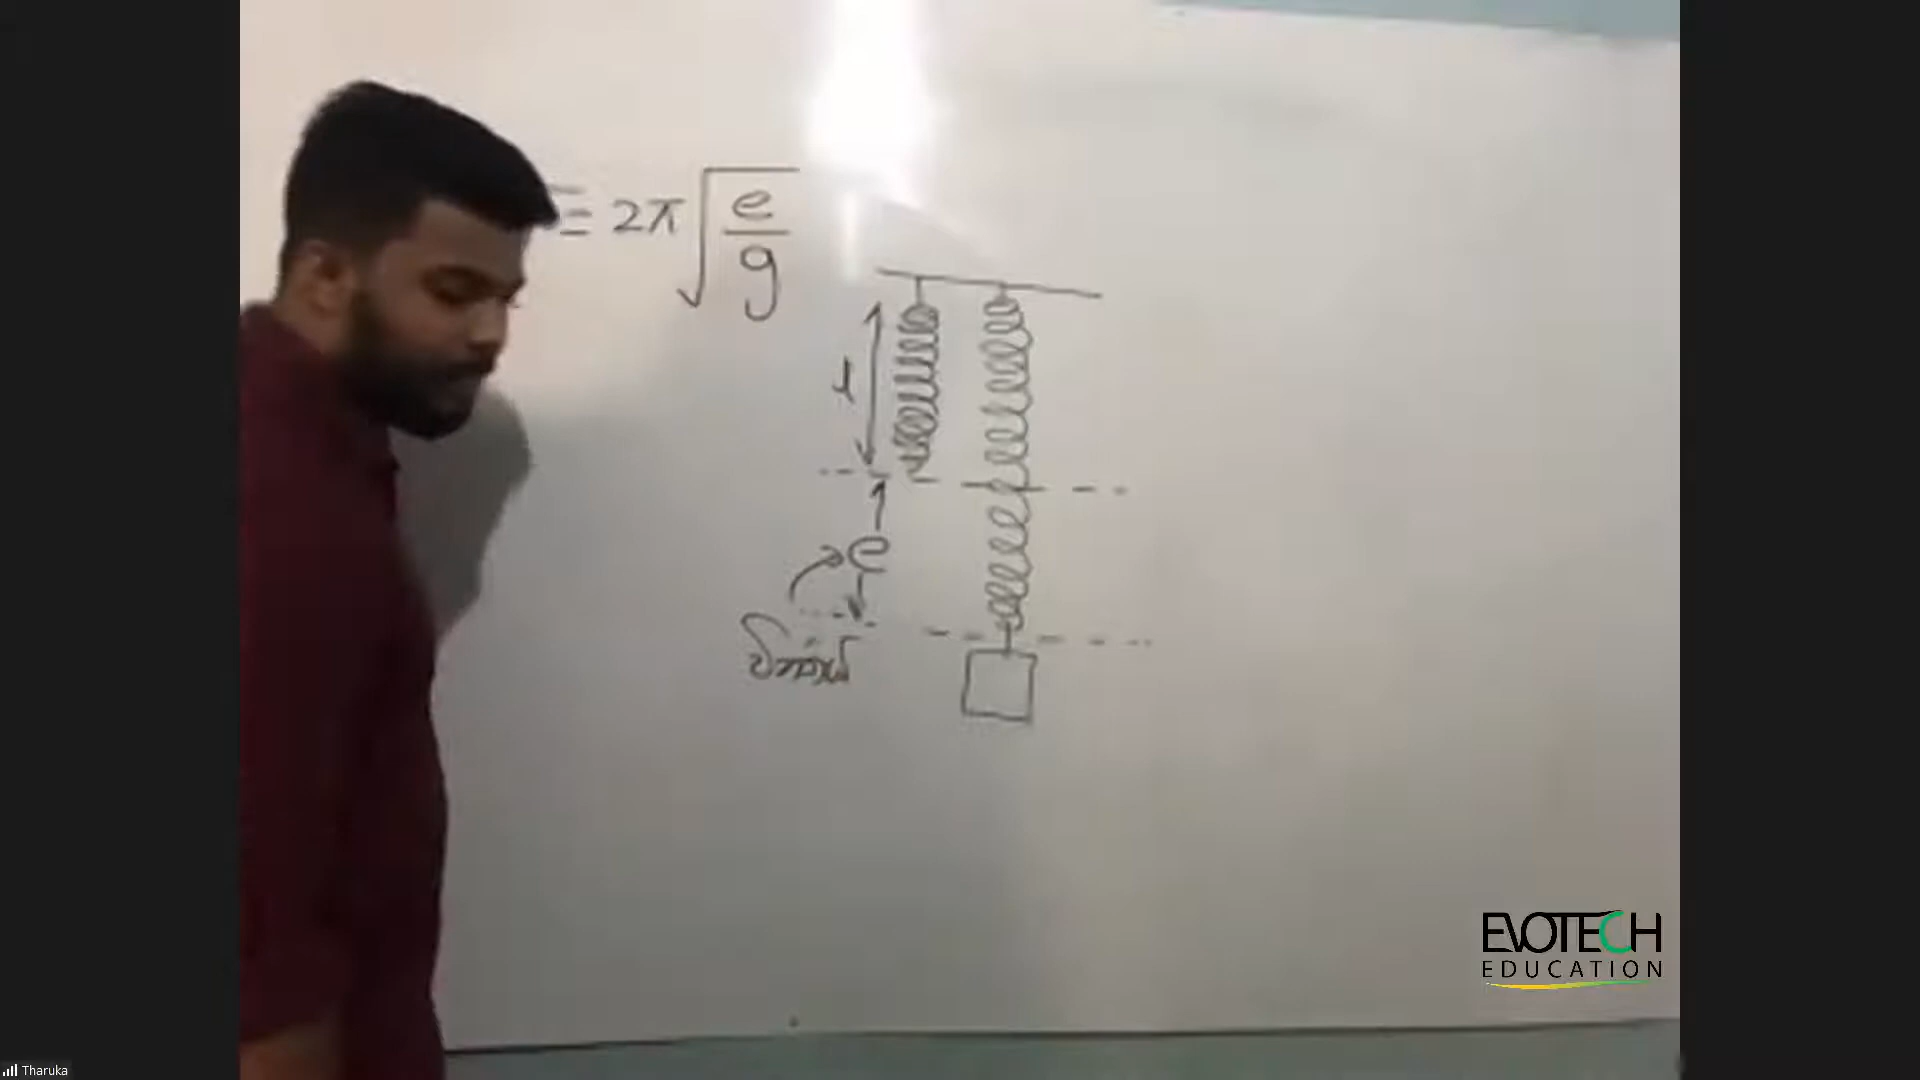 = 2π√(e/g)
l
e
විතතිය
EVOTECH
EDUCATION
Tharuka